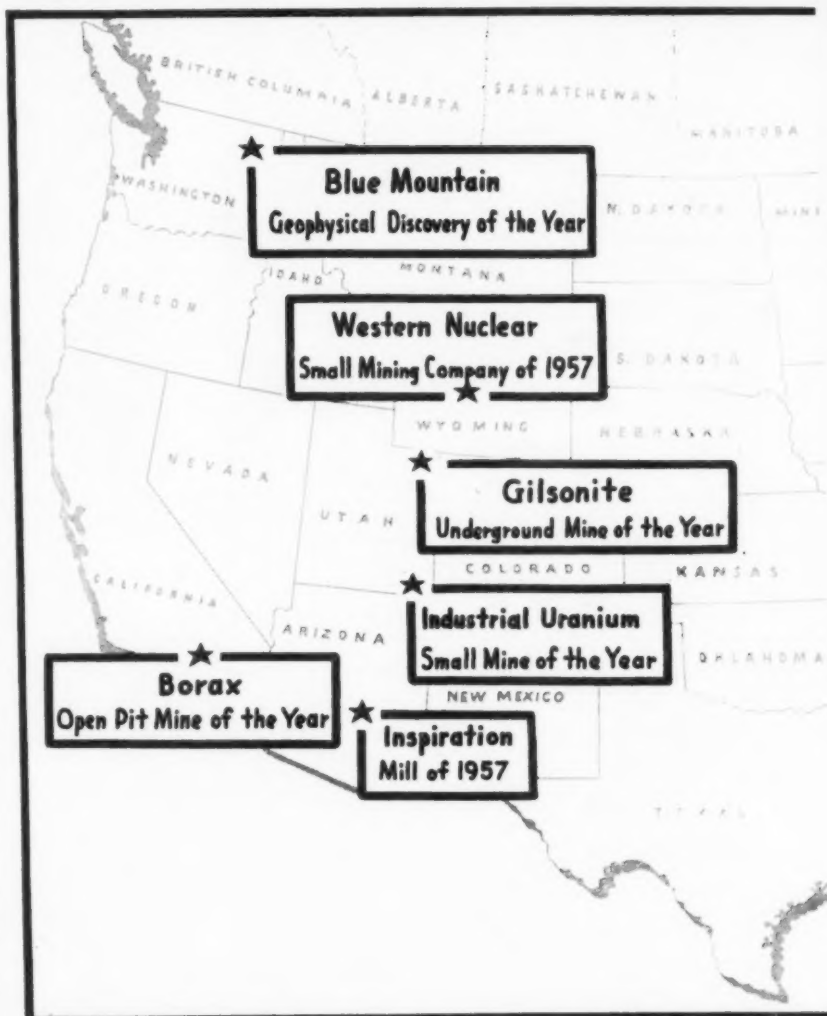 BRITISH COLUMBIA
ALBERTA
SASKATCHEWAN
MANITOBA
WASHINGTON
Blue Mountain
Geophysical Discovery of the Year
N. DAKOTA
MINN
MONTANA
IDAHO
OREGON
Western Nuclear
Small Mining Company of 1957
S. DAKOTA
WYOMING
NEBRASKA
NEVADA
Gilsonite
Underground Mine of the Year
UTAH
COLORADO
KANSAS
CALIFORNIA
Industrial Uranium
Small Mine of the Year
ARIZONA
OKLAHOMA
Borax
Open Pit Mine of the Year
NEW MEXICO
Inspiration
Mill of 1957
TEXAS